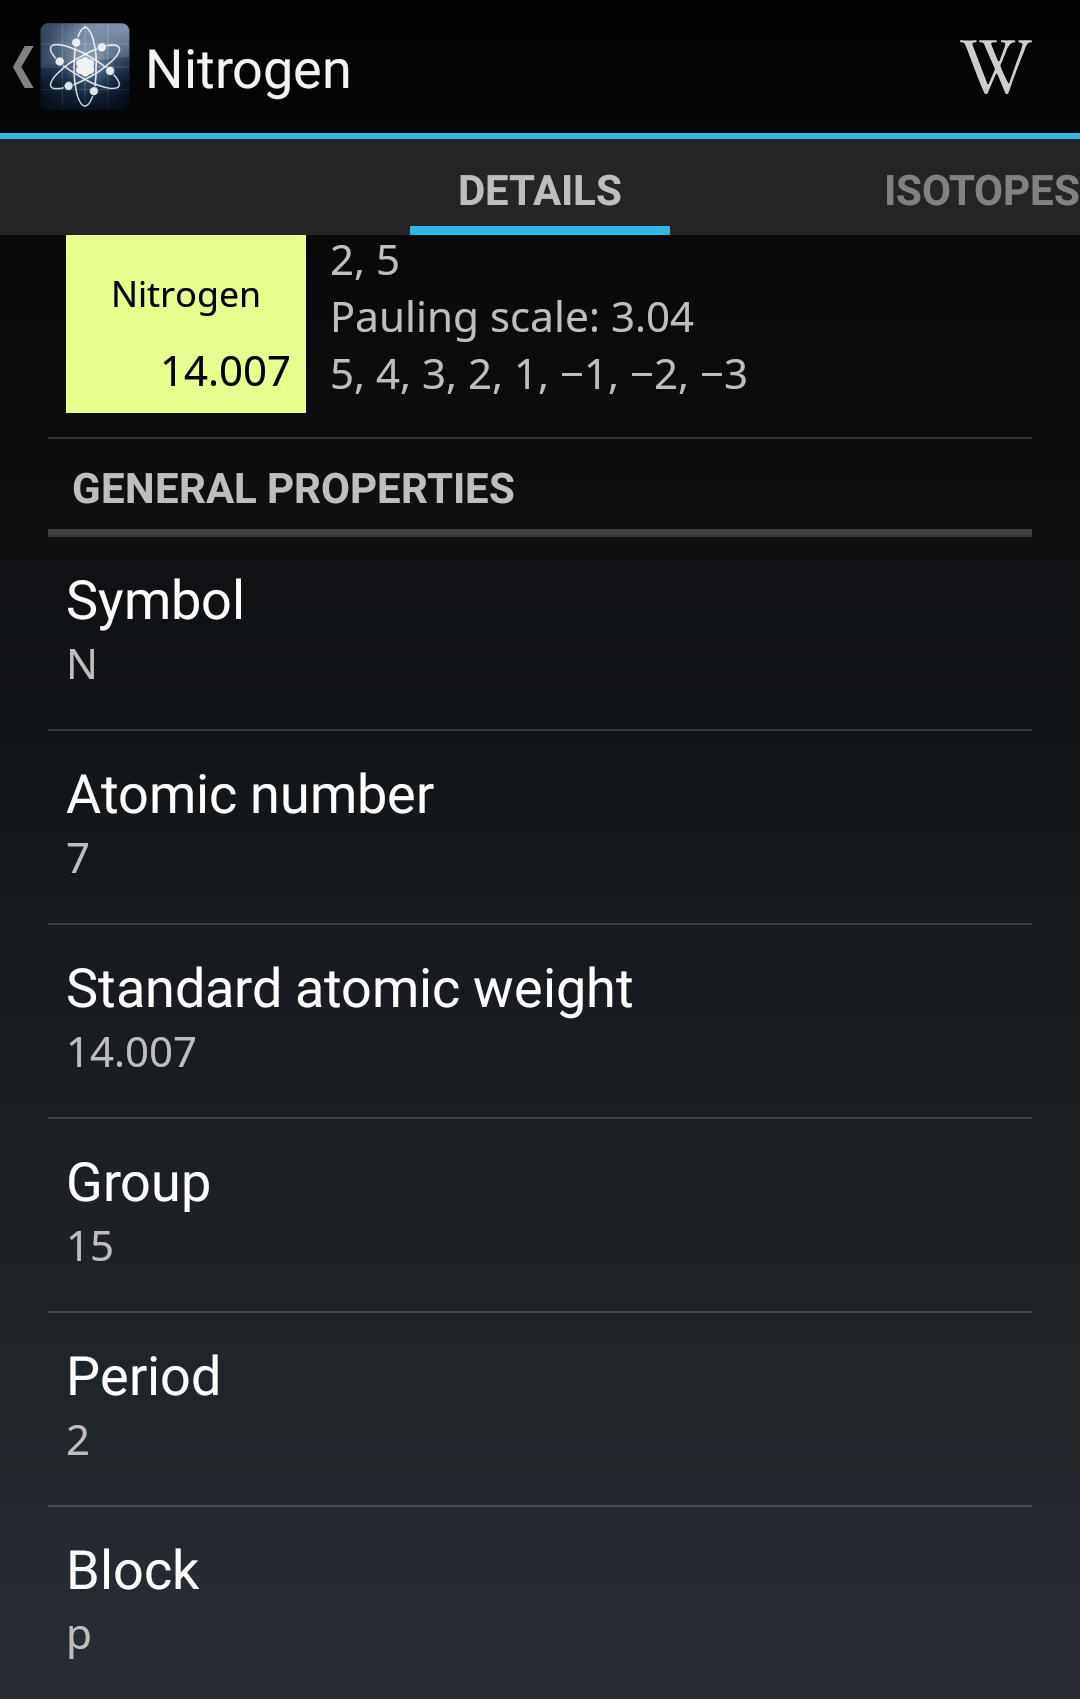 Nitrogen
W
DETAILS
ISOTOPES
2, 5
Nitrogen
Pauling scale: 3.04
14.007
5, 4, 3, 2, 1, −1, −2, −3
GENERAL PROPERTIES
Symbol
N
Atomic number
7
Standard atomic weight
14.007
Group
15
Period
2
Block
p